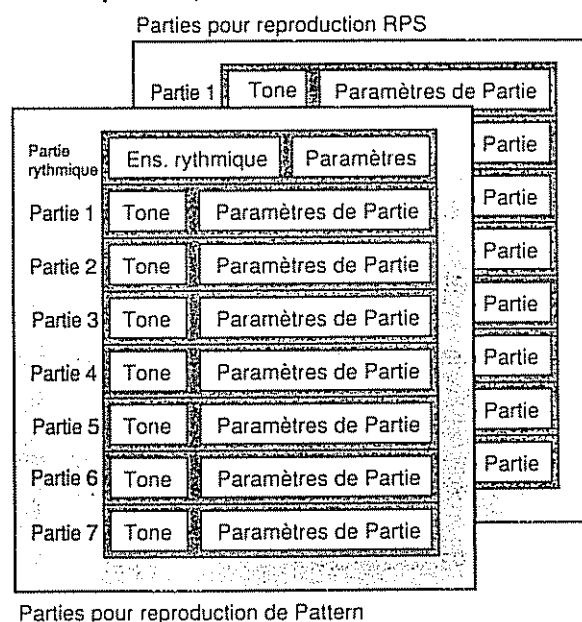 Parties pour reproduction RPS
Partie 1 Tone Paramètres de Partie
Partie rythmique Ens. rythmique Paramètres Partie
Partie 1 Tone Paramètres de Partie Partie
Partie 2 Tone Paramètres de Partie Partie
Partie 3 Tone Paramètres de Partie Partie
Partie 4 Tone Paramètres de Partie Partie
Partie 5 Tone Paramètres de Partie Partie
Partie 6 Tone Paramètres de Partie Partie
Partie 7 Tone Paramètres de Partie
Parties pour reproduction de Pattern